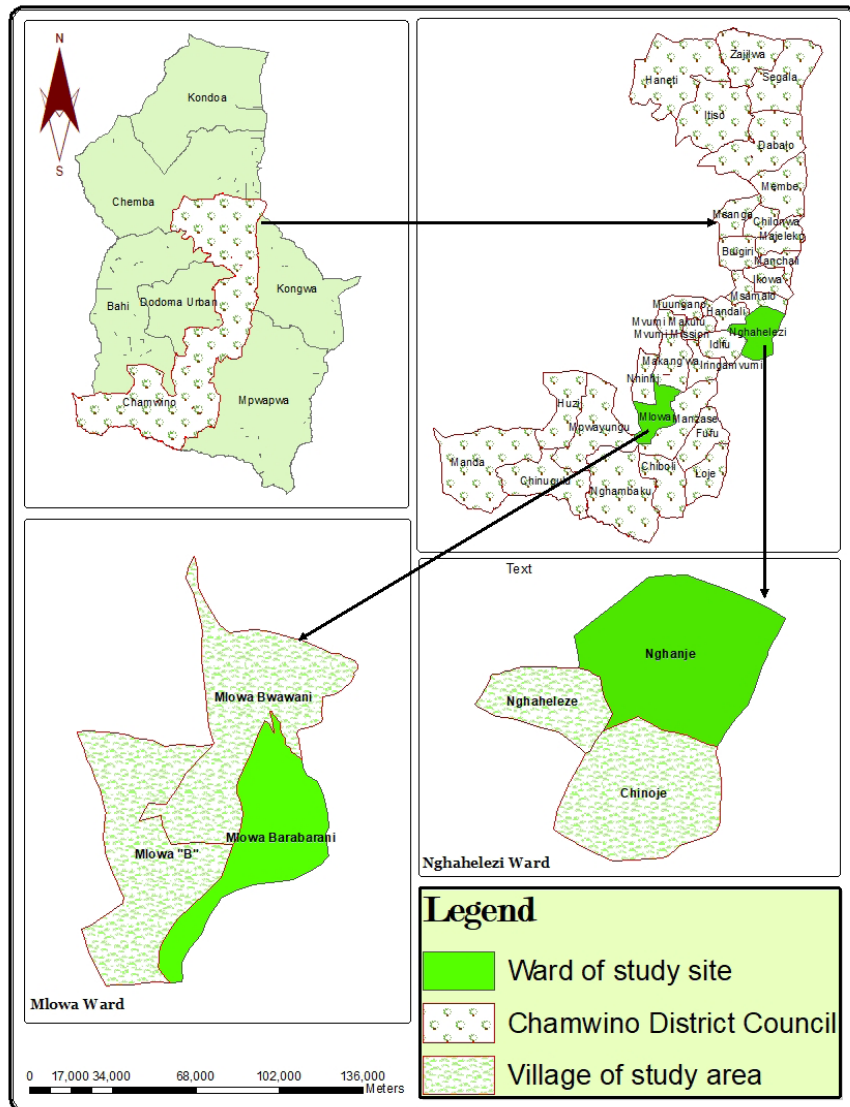 N
S
Kondoa
Chemba
Bahi
Dodoma Urban
Kongwa
Chamwino
Mpwapwa
Zajilwa
Haneti
Segala
Itiso
Dabalo
Membe
Msanga
Chilonwa
Majeleko
Buigiri
Manchali
Ikowa
Msamalo
Muungano
Handali
Mvumi Makulu
Nghahelezi
Mvumi Mission
Idifu
Makang'wa
Iringamvumi
Nhinhi
Huzi
Mlowa
Manzase
Mpwayungu
Fufu
Manda
Chiboli
Chinugulu
Loje
Nghambaku
Text
Mlowa Bwawani
Mlowa Barabarani
Mlowa "B"
Mlowa Ward
Nghanje
Nghaheleze
Chinoje
Nghahelezi Ward
Legend
Ward of study site
Chamwino District Council
Village of study area
0 17,000 34,000 68,000 102,000 136,000
Meters